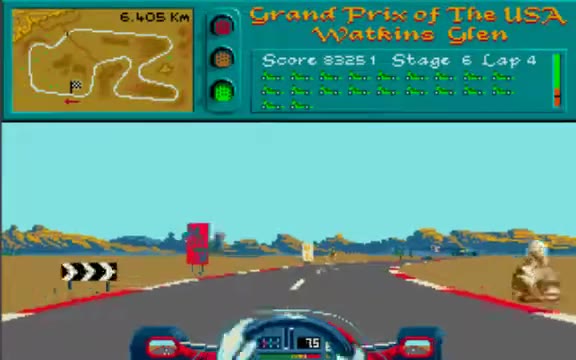 6.405 Km
Grand Prix of The USA
Watkins Glen
Score 83251 Stage 6 Lap 4
75